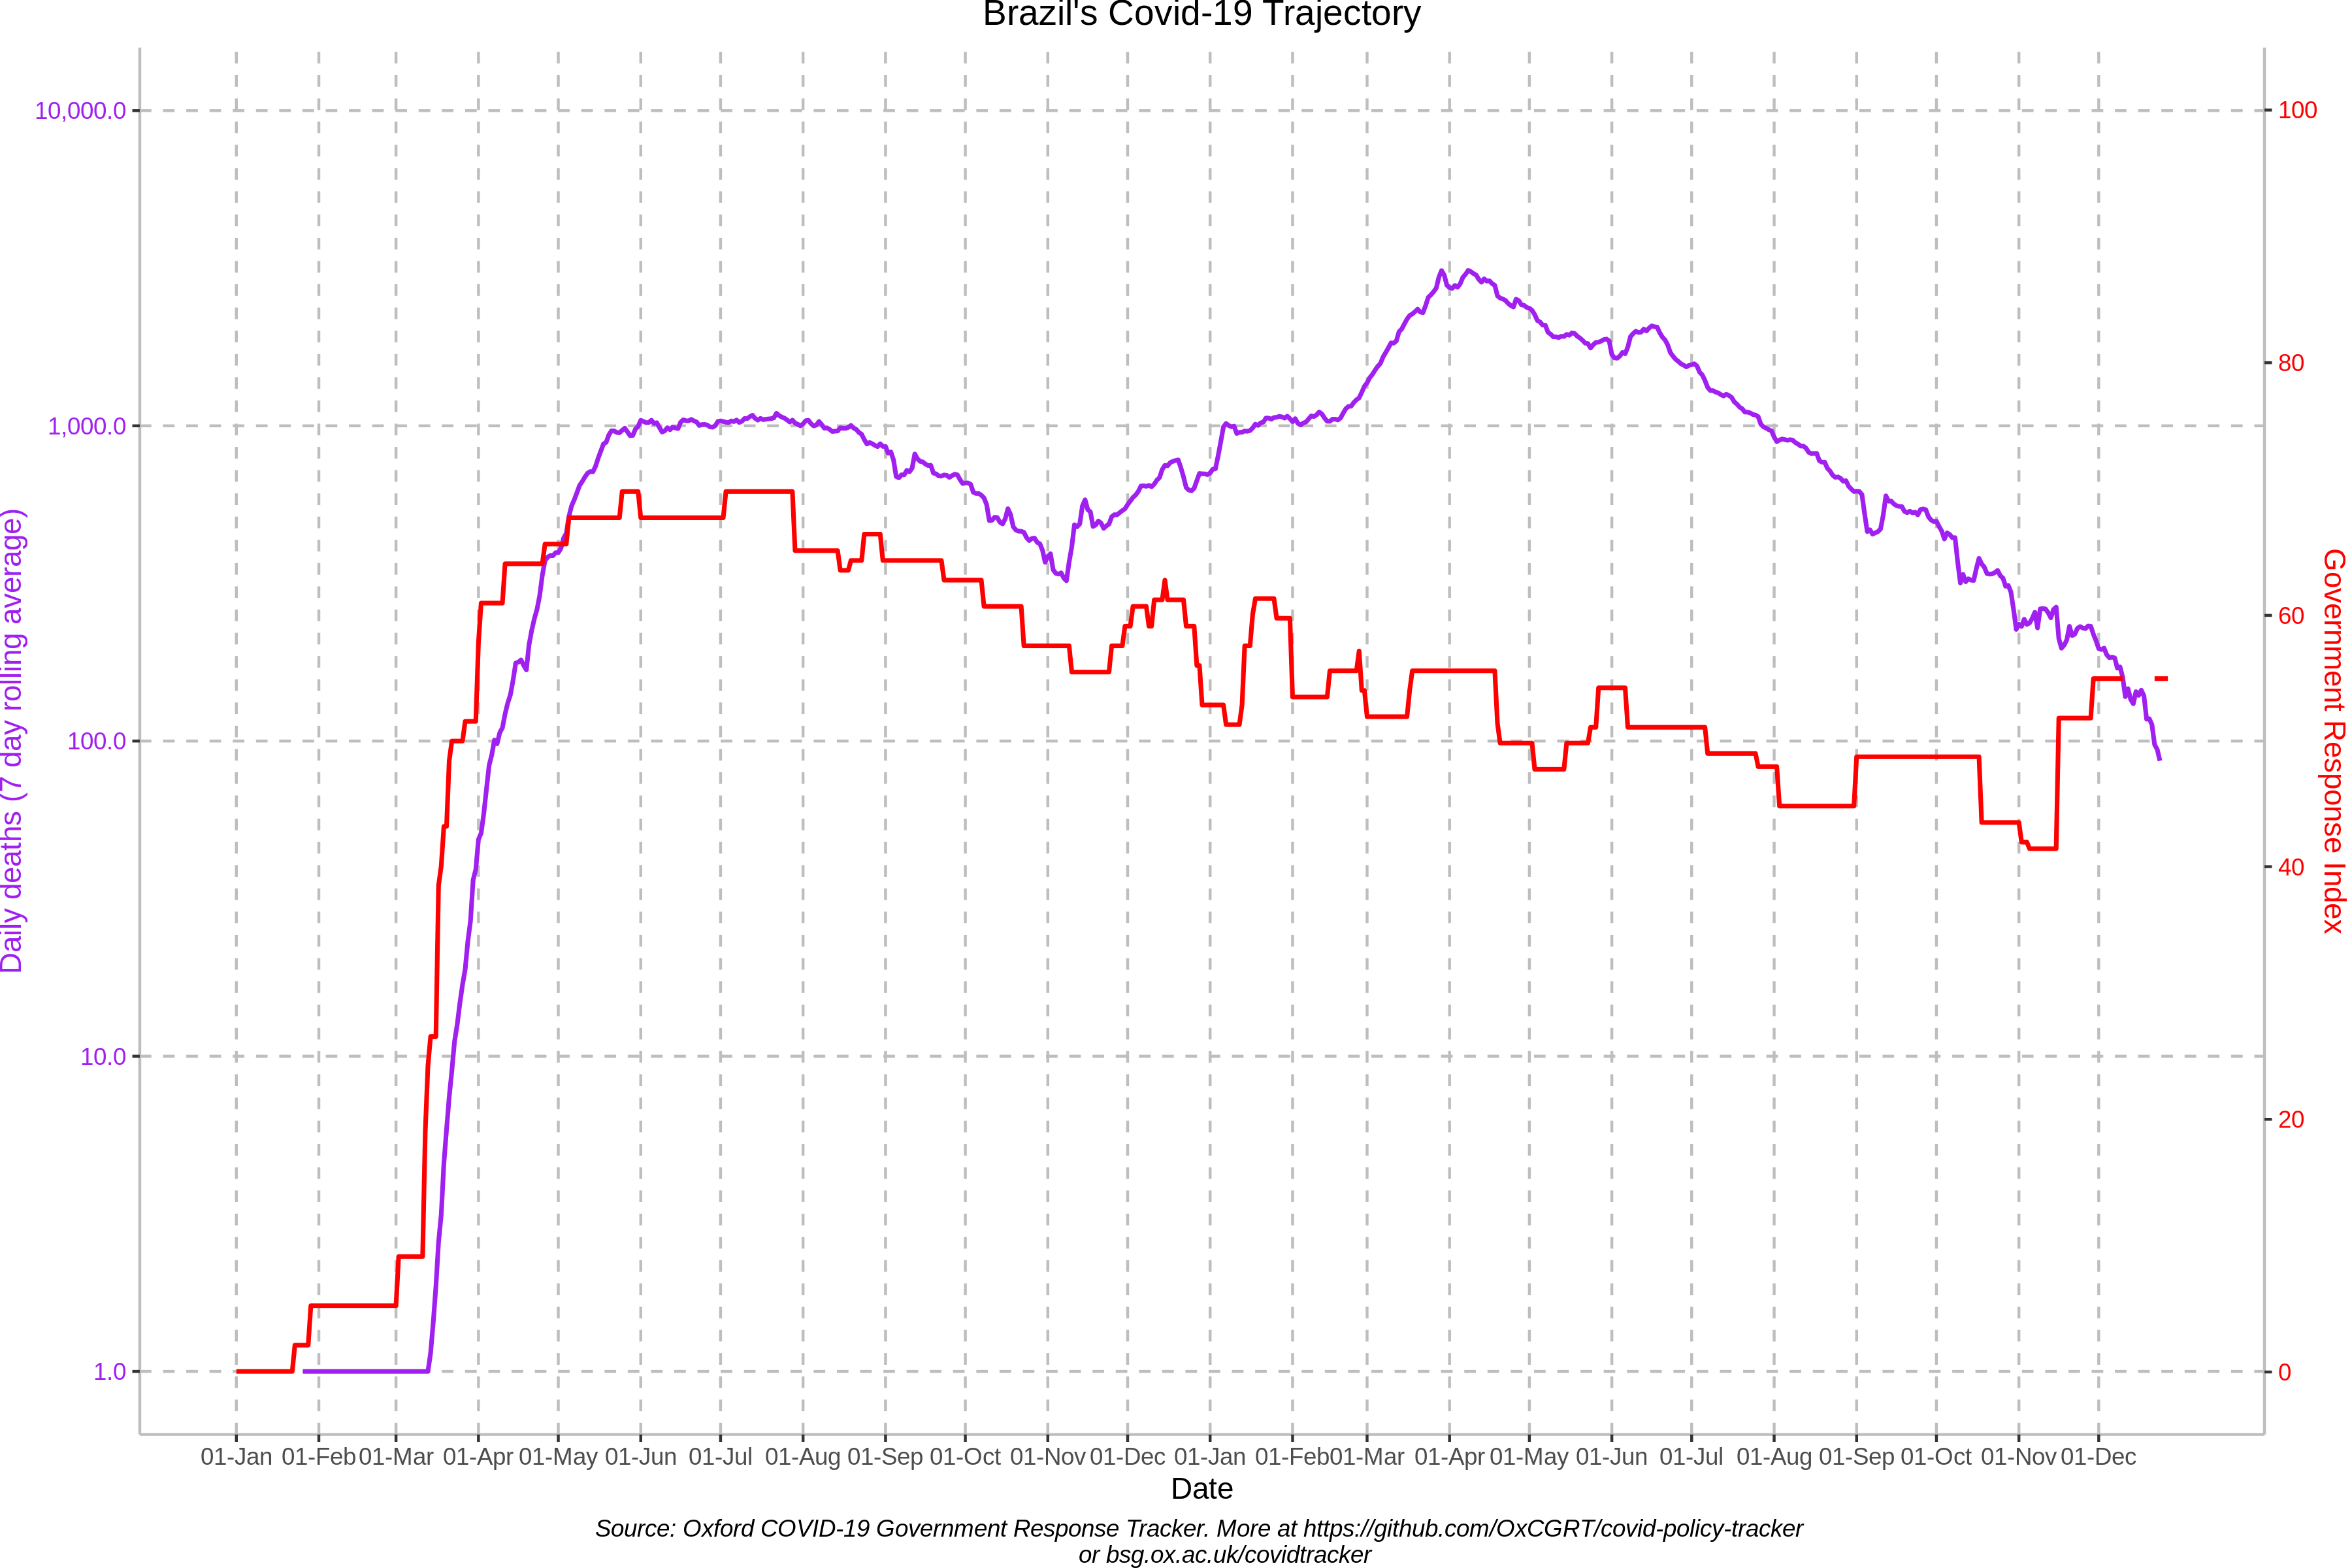 Brazil's Covid-19 Trajectory
10,000.0
1,000.0
100.0
10.0
1.0
Daily deaths (7 day rolling average)
100
80
60
40
20
0
Government Response Index
01-Jan 01-Feb 01-Mar 01-Apr 01-May 01-Jun 01-Jul 01-Aug 01-Sep 01-Oct 01-Nov 01-Dec 01-Jan 01-Feb 01-Mar 01-Apr 01-May 01-Jun 01-Jul 01-Aug 01-Sep 01-Oct 01-Nov 01-Dec
Date
Source: Oxford COVID-19 Government Response Tracker. More at https://github.com/OxCGRT/covid-policy-tracker
or bsg.ox.ac.uk/covidtracker